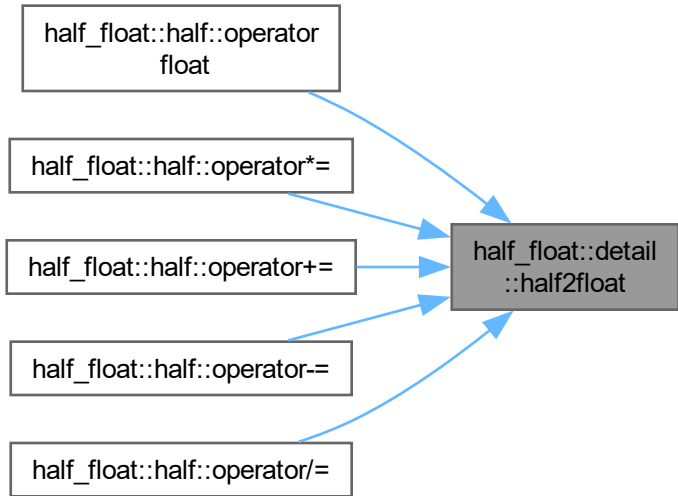 half_float::half::operator
float
half_float::half::operator*=
half_float::half::operator+=
half_float::half::operator-=
half_float::half::operator/=
half_float::detail
::half2float